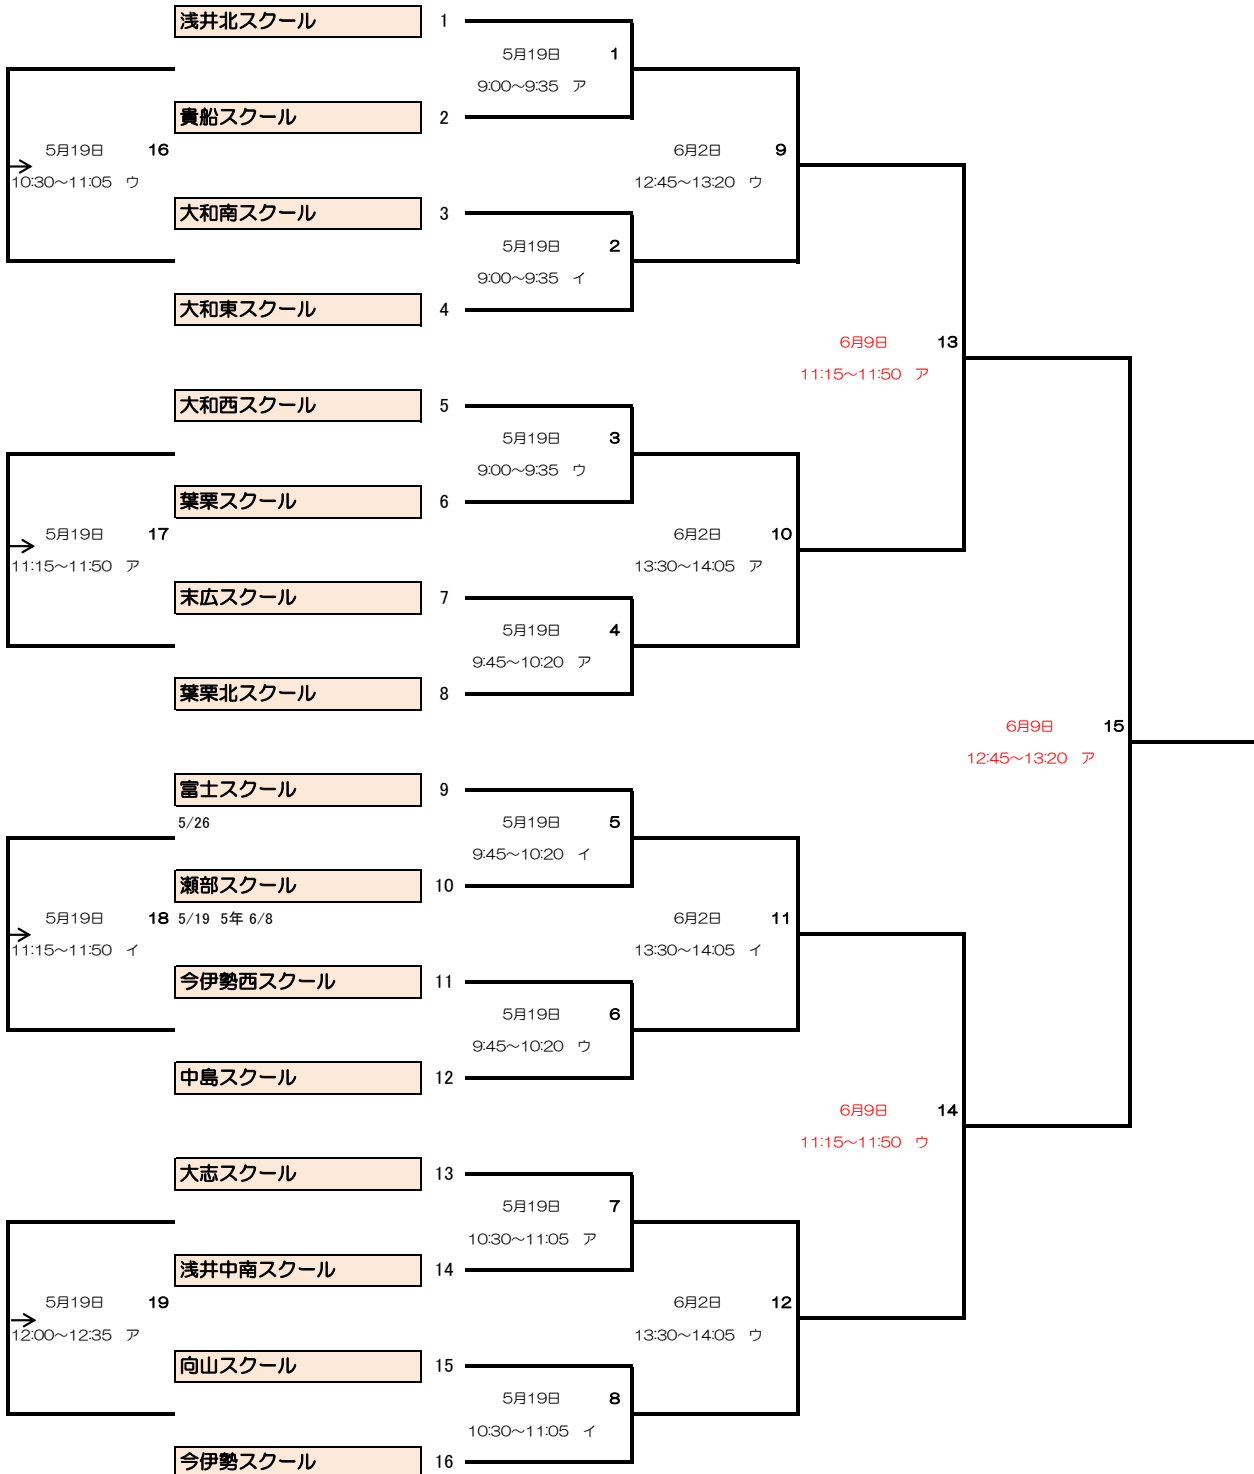 浅井北スクール 1
5月19日 1
9:00～9:35 ア
貴船スクール 2
5月19日 16
10:30～11:05 ウ
6月2日 9
12:45～13:20 ウ
大和南スクール 3
5月19日 2
9:00～9:35 イ
大和東スクール 4
6月9日 13
11:15～11:50 ア
大和西スクール 5
5月19日 3
9:00～9:35 ウ
葉栗スクール 6
5月19日 17
11:15～11:50 ア
6月2日 10
13:30～14:05 ア
末広スクール 7
5月19日 4
9:45～10:20 ア
葉栗北スクール 8
6月9日 15
12:45～13:20 ア
富士スクール 9
5/26
5月19日 5
9:45～10:20 イ
瀬部スクール 10
5月19日 18
11:15～11:50 イ
5/19 5年 6/8
6月2日 11
13:30～14:05 イ
今伊勢西スクール 11
5月19日 6
9:45～10:20 ウ
中島スクール 12
6月9日 14
11:15～11:50 ウ
大志スクール 13
5月19日 7
10:30～11:05 ア
浅井中南スクール 14
5月19日 19
12:00～12:35 ア
6月2日 12
13:30～14:05 ウ
向山スクール 15
5月19日 8
10:30～11:05 イ
今伊勢スクール 16